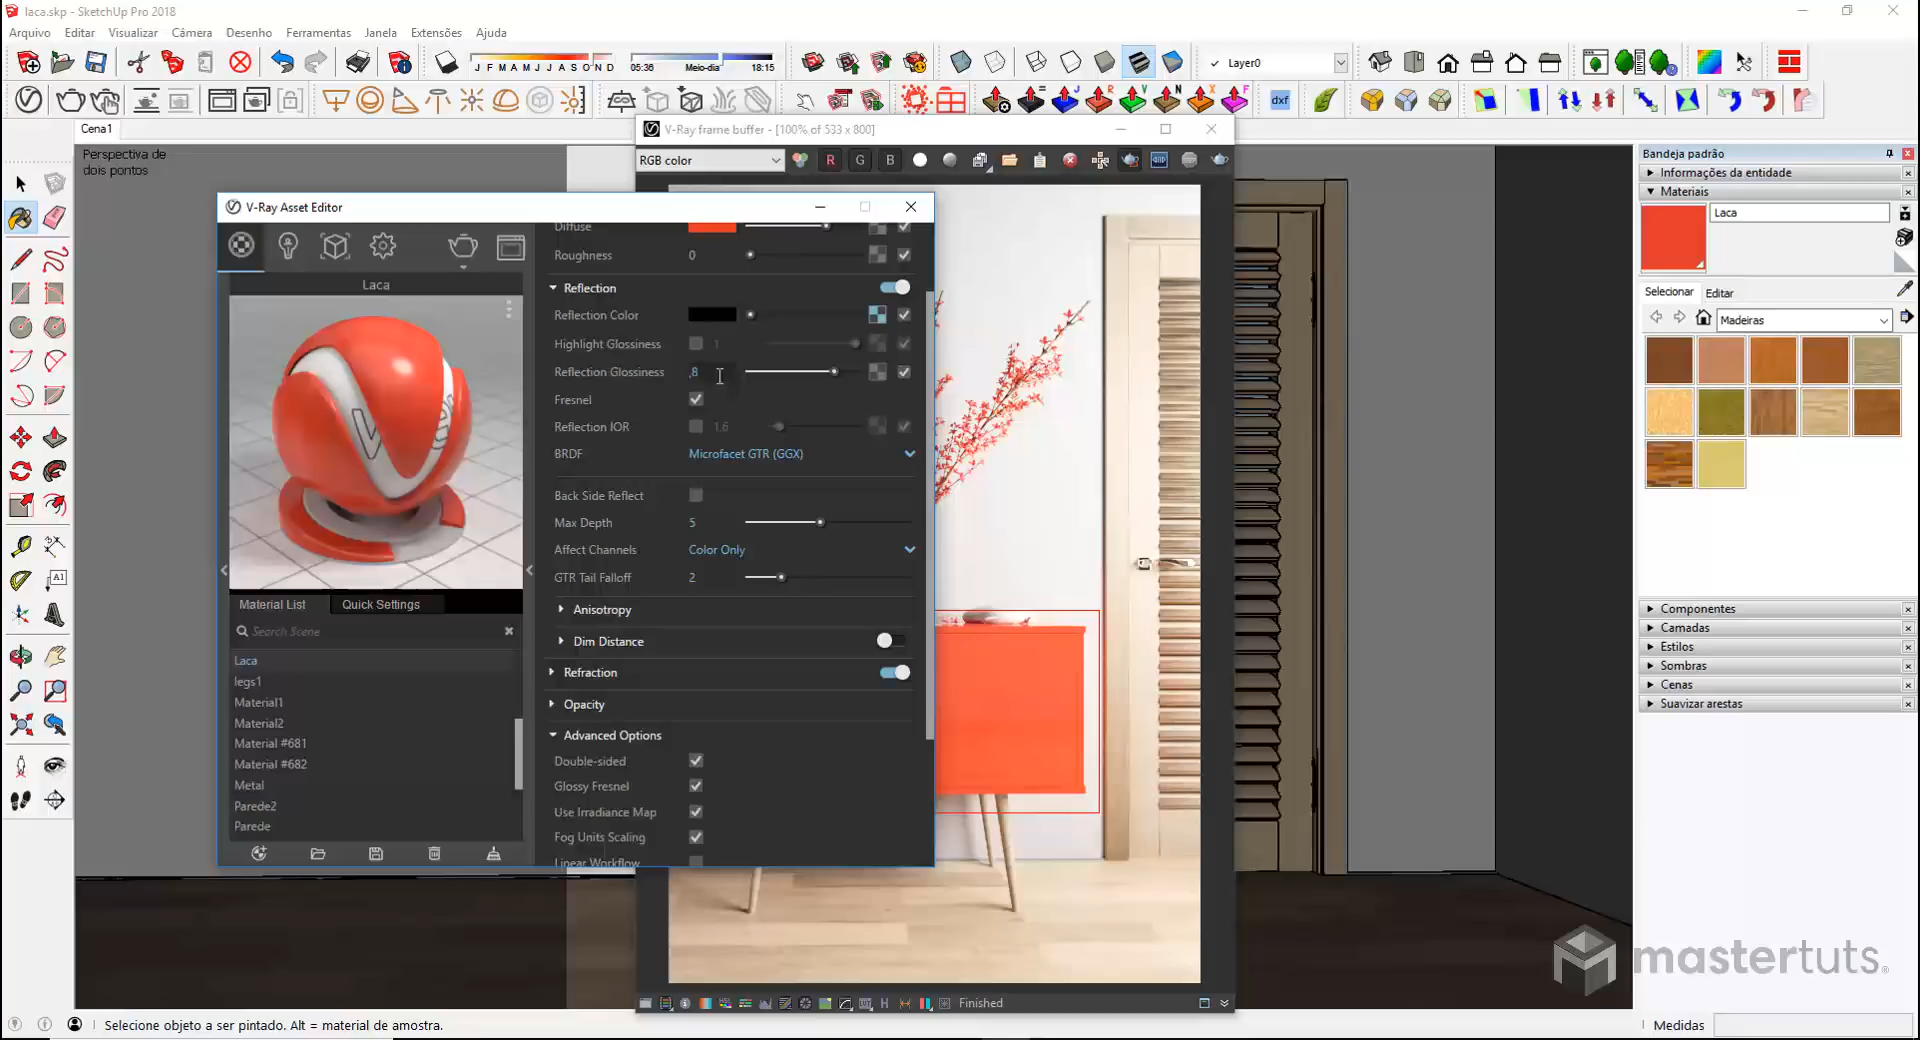 laca.skp - SketchUp Pro 2018
Arquivo Editar Visualizar Câmera Desenho Ferramentas Janela Extensões Ajuda
J F M A M J J A S O N D
05:36 Meio-dia 18:15
Layer0
dxf
Cena1
Perspectiva de
dois pontos
V-Ray frame buffer - [100% of 533 x 800]
RGB color
R G B
V-Ray Asset Editor
Laca
Diffuse
Roughness 0
Reflection
Reflection Color
Highlight Glossiness 1
Reflection Glossiness ,8
Fresnel
Reflection IOR 1.6
BRDF Microfacet GTR (GGX)
Back Side Reflect
Max Depth 5
Affect Channels Color Only
GTR Tail Falloff 2
Anisotropy
Dim Distance
Refraction
Opacity
Advanced Options
Double-sided
Glossy Fresnel
Use Irradiance Map
Fog Units Scaling
Linear Workflow
Material List Quick Settings
Search Scene
Laca
legs1
Material1
Material2
Material #681
Material #682
Metal
Parede2
Parede
Finished
Bandeja padrão
Informações da entidade
Materiais
Laca
Selecionar Editar
Madeiras
Componentes
Camadas
Estilos
Sombras
Cenas
Suavizar arestas
mastertuts
Selecione objeto a ser pintado. Alt = material de amostra.
Medidas